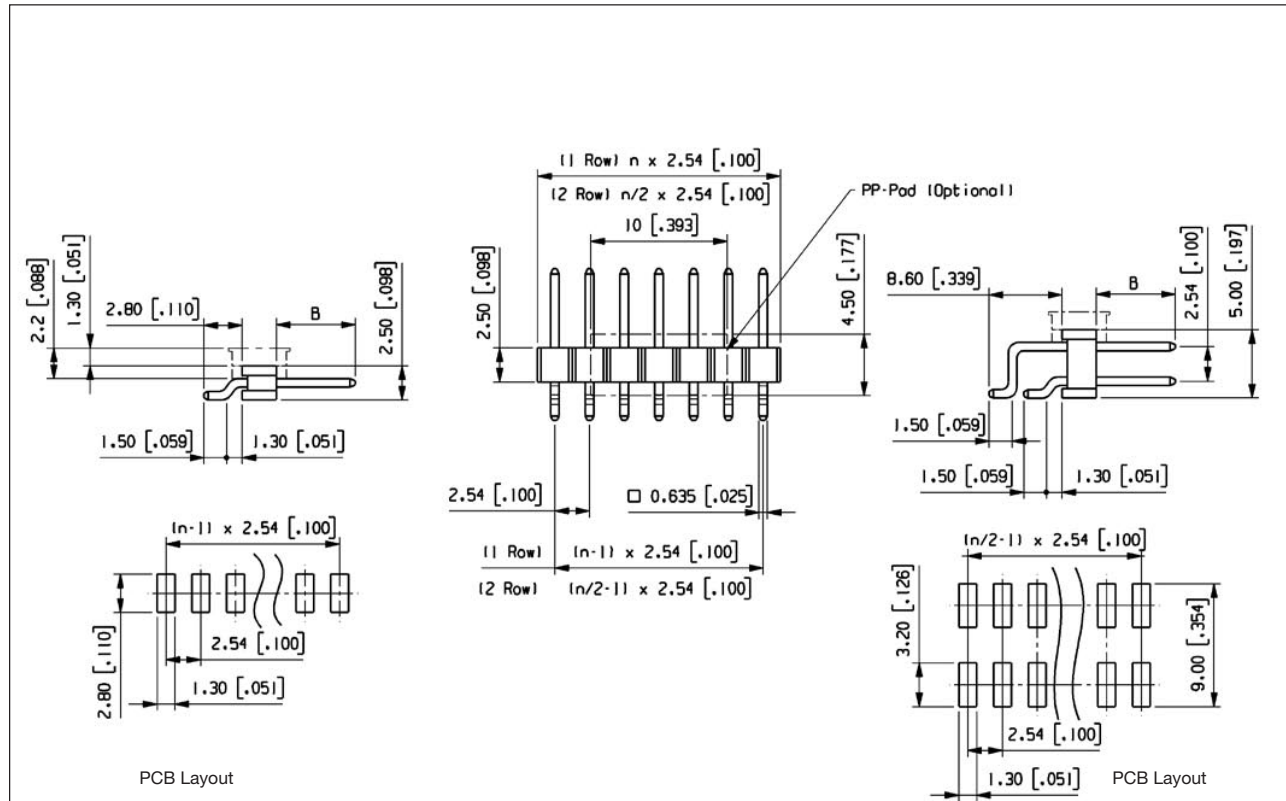 (1 Row) n x 2.54 [.100]
(2 Row) n/2 x 2.54 [.100]
10 [.393]
PP-Pad (Optional)
2.2 [.088]
1.30 [.051]
2.80 [.110]
B
2.50 [.098]
1.50 [.059]
1.30 [.051]
2.50 [.098]
4.50 [.177]
2.54 [.100]
□ 0.635 [.025]
(1 Row) (n-1) x 2.54 [.100]
(2 Row) (n/2-1) x 2.54 [.100]
8.60 [.339]
B
2.54 [.100]
5.00 [.197]
1.50 [.059]
1.50 [.059]
1.30 [.051]
(n-1) x 2.54 [.100]
2.80 [.110]
2.54 [.100]
1.30 [.051]
PCB Layout
(n/2-1) x 2.54 [.100]
3.20 [.126]
9.00 [.354]
2.54 [.100]
1.30 [.051]
PCB Layout